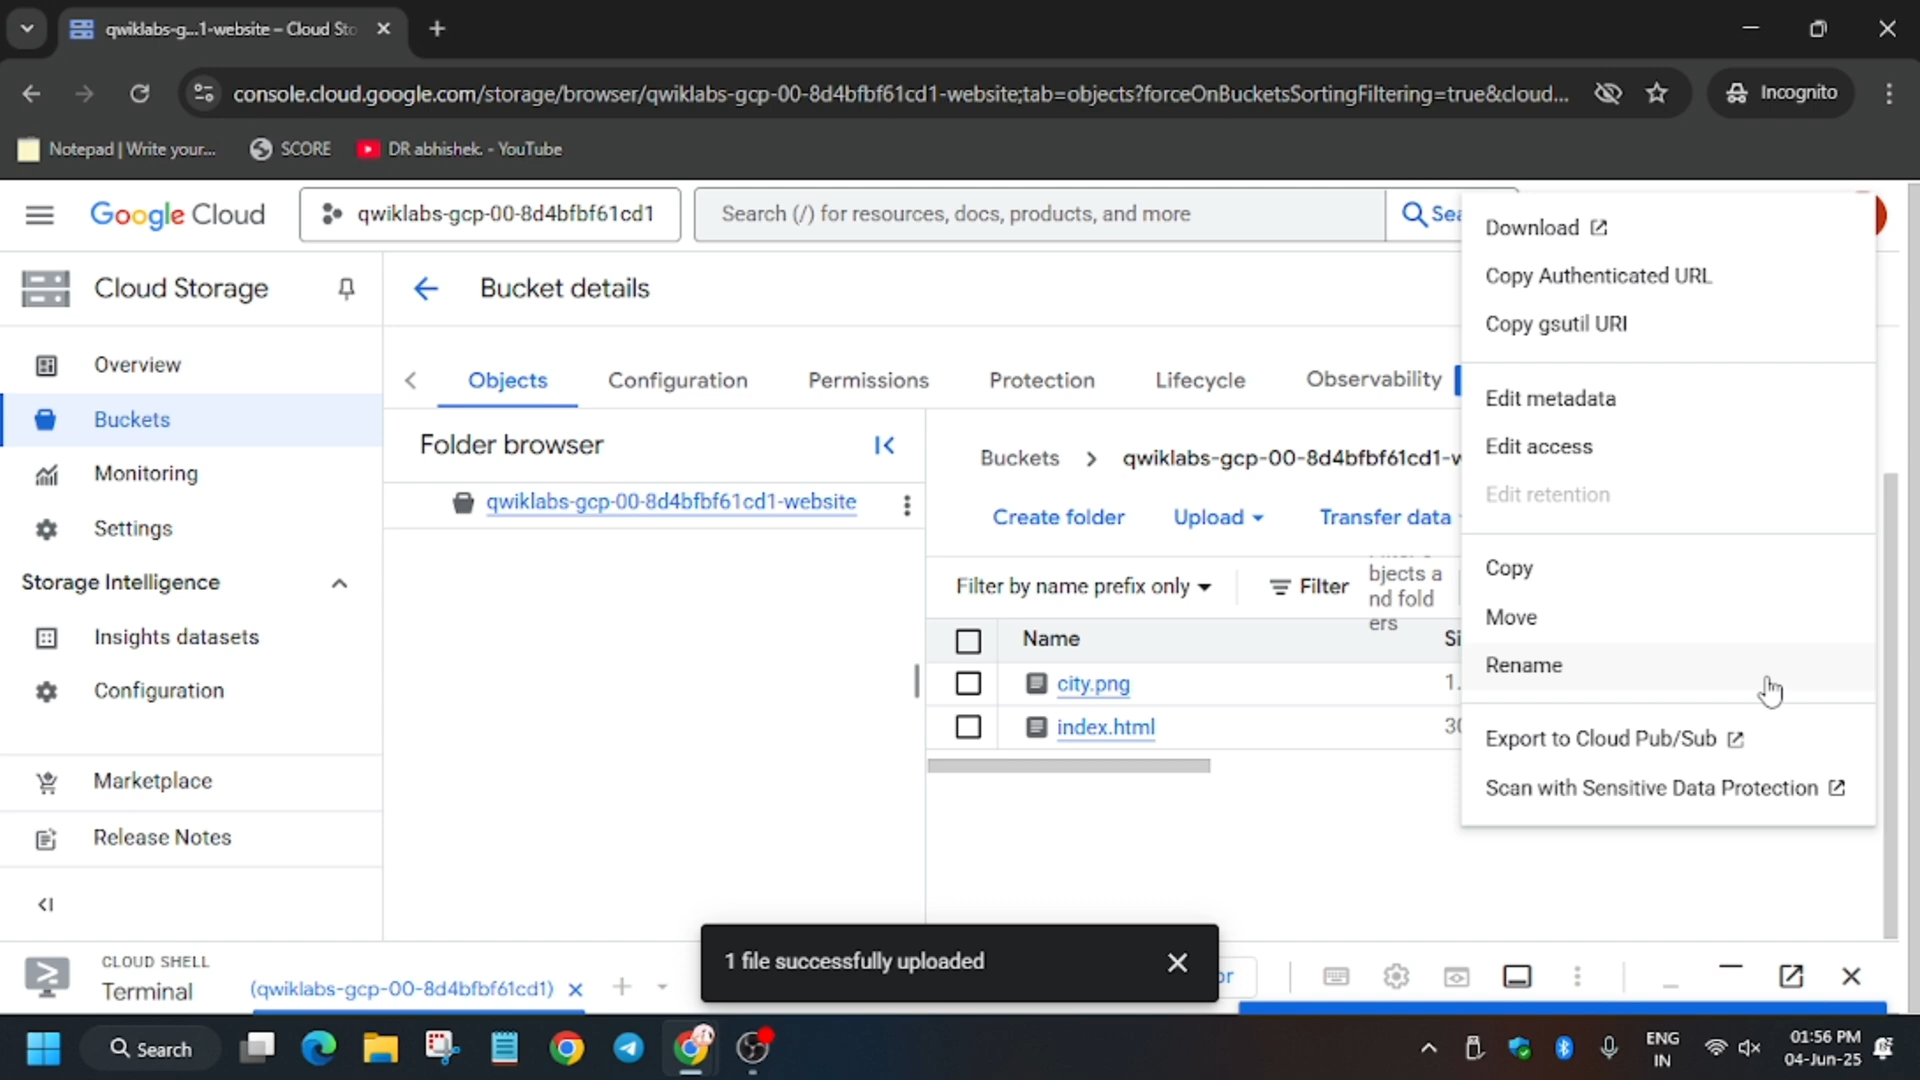 qwiklabs-g...1-website – Cloud Sto
console.cloud.google.com/storage/browser/qwiklabs-gcp-00-8d4bfbf61cd1-website;tab=objects?forceOnBucketsSortingFiltering=true&cloud...
Incognito
Notepad | Write your...
SCORE
DR abhishek. - YouTube
Google Cloud
qwiklabs-gcp-00-8d4bfbf61cd1
Search (/) for resources, docs, products, and more
Cloud Storage
Bucket details
Overview
Buckets
Monitoring
Settings
Storage Intelligence
Insights datasets
Configuration
Marketplace
Release Notes
Objects
Configuration
Permissions
Protection
Lifecycle
Observability
Folder browser
qwiklabs-gcp-00-8d4bfbf61cd1-website
Buckets > qwiklabs-gcp-00-8d4bfbf61cd1-w
Create folder
Upload
Transfer data
Filter by name prefix only
Filter
bjects a
nd fold
ers
Name
city.png
index.html
Download
Copy Authenticated URL
Copy gsutil URI
Edit metadata
Edit access
Edit retention
Copy
Move
Rename
Export to Cloud Pub/Sub
Scan with Sensitive Data Protection
1 file successfully uploaded
CLOUD SHELL
Terminal
(qwiklabs-gcp-00-8d4bfbf61cd1)
Search
ENG
IN
01:56 PM
04-Jun-25